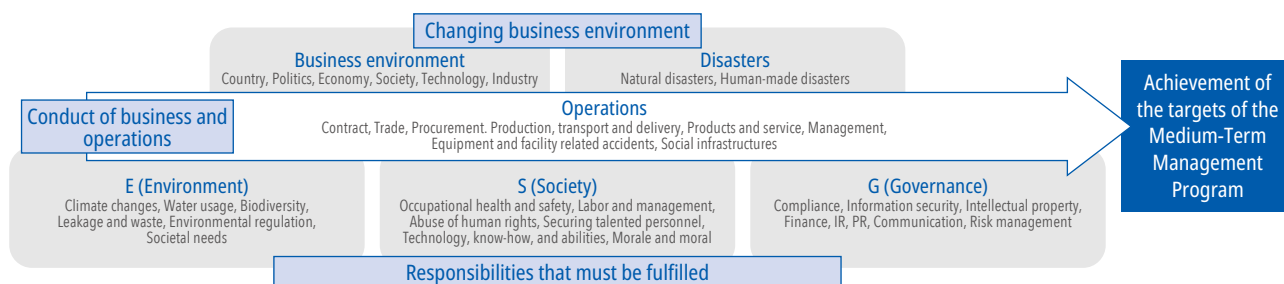 Changing business environment
Business environment
Country, Politics, Economy, Society, Technology, Industry
Disasters
Natural disasters, Human-made disasters
Conduct of business and
operations
Operations
Contract, Trade, Procurement. Production, transport and delivery, Products and service, Management,
Equipment and facility related accidents, Social infrastructures
Achievement of
the targets of the
Medium-Term
Management
Program
E (Environment)
Climate changes, Water usage, Biodiversity,
Leakage and waste, Environmental regulation,
Societal needs
S (Society)
Occupational health and safety, Labor and management,
Abuse of human rights, Securing talented personnel,
Technology, know-how, and abilities, Morale and moral
G (Governance)
Compliance, Information security, Intellectual property,
Finance, IR, PR, Communication, Risk management
Responsibilities that must be fulfilled